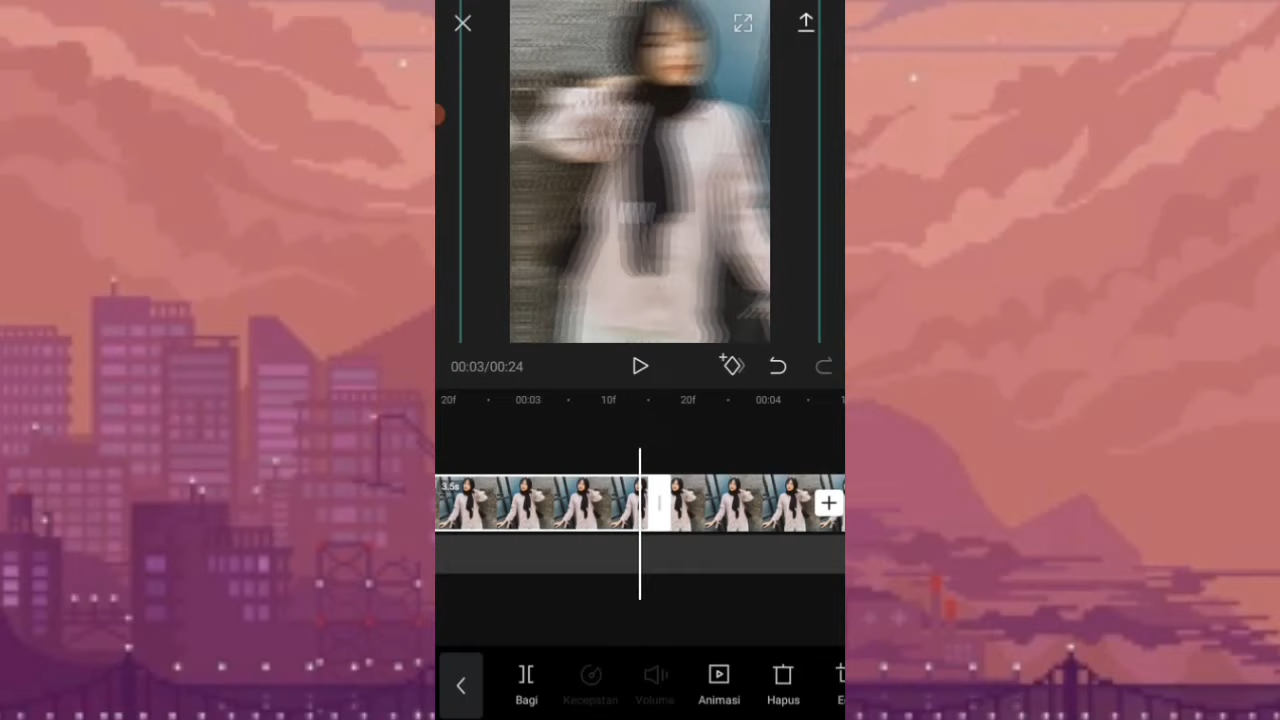 00:03/00:24
20f 00:03 10f 20f 00:04
3.5s
Bagi Kecepatan Volume Animasi Hapus